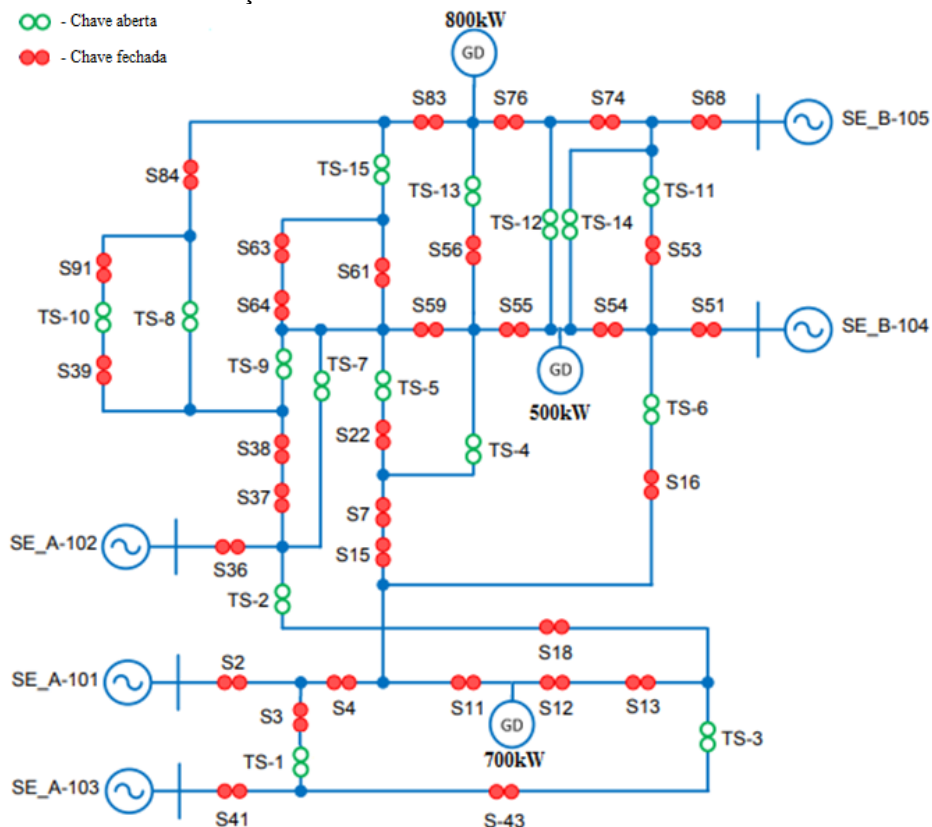 - Chave aberta
- Chave fechada
800kW
GD
S83
S76
S74
S68
SE_B-105
S84
TS-15
TS-13
TS-12
TS-14
TS-11
S63
S56
S53
S91
S61
S64
S59
S55
S54
S51
TS-10
TS-8
SE_B-104
TS-9
TS-7
TS-5
GD
S39
500kW
TS-6
S22
TS-4
S38
S16
S37
S7
SE_A-102
S15
S36
TS-2
S18
SE_A-101
S2
S4
S11
S12
S13
S3
GD
TS-3
TS-1
700kW
SE_A-103
S41
S-43